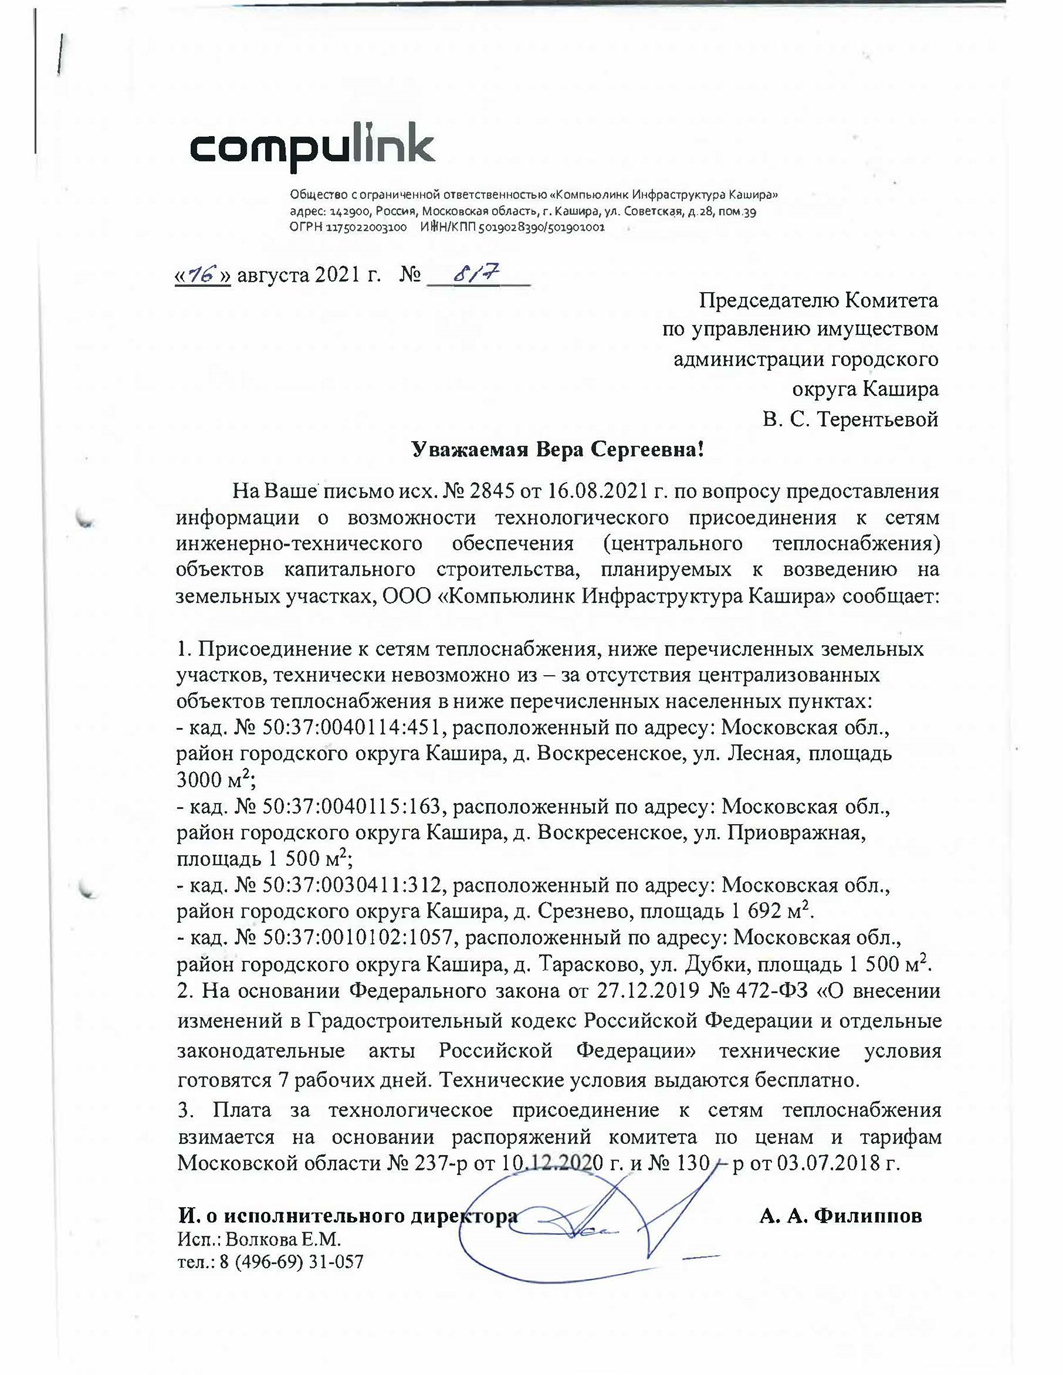 compulink
Общество с ограниченной ответственностью «Компьюлинк Инфраструктура Кашира»
адрес: 142900, Россия, Московская область, г. Кашира, ул. Советская, д.28, пом.39
ОГРН 1175022003100 ИНН/КПП 5019028390/501901001
«16» августа 2021 г. № 817
Председателю Комитета
по управлению имуществом
администрации городского
округа Кашира
В. С. Терентьевой
Уважаемая Вера Сергеевна!
На Ваше письмо исх. № 2845 от 16.08.2021 г. по вопросу предоставления
информации о возможности технологического присоединения к сетям
инженерно-технического обеспечения (центрального теплоснабжения)
объектов капитального строительства, планируемых к возведению на
земельных участках, ООО «Компьюлинк Инфраструктура Кашира» сообщает:
1. Присоединение к сетям теплоснабжения, ниже перечисленных земельных
участков, технически невозможно из – за отсутствия централизованных
объектов теплоснабжения в ниже перечисленных населенных пунктах:
- кад. № 50:37:0040114:451, расположенный по адресу: Московская обл.,
район городского округа Кашира, д. Воскресенское, ул. Лесная, площадь
3000 м²;
- кад. № 50:37:0040115:163, расположенный по адресу: Московская обл.,
район городского округа Кашира, д. Воскресенское, ул. Приовражная,
площадь 1 500 м²;
- кад. № 50:37:0030411:312, расположенный по адресу: Московская обл.,
район городского округа Кашира, д. Срезнево, площадь 1 692 м².
- кад. № 50:37:0010102:1057, расположенный по адресу: Московская обл.,
район городского округа Кашира, д. Тарасково, ул. Дубки, площадь 1 500 м².
2. На основании Федерального закона от 27.12.2019 № 472-ФЗ «О внесении
изменений в Градостроительный кодекс Российской Федерации и отдельные
законодательные акты Российской Федерации» технические условия
готовятся 7 рабочих дней. Технические условия выдаются бесплатно.
3. Плата за технологическое присоединение к сетям теплоснабжения
взимается на основании распоряжений комитета по ценам и тарифам
Московской области № 237-р от 10.12.2020 г. и № 130 – р от 03.07.2018 г.
И. о исполнительного директора А. А. Филиппов
Исп.: Волкова Е.М.
тел.: 8 (496-69) 31-057